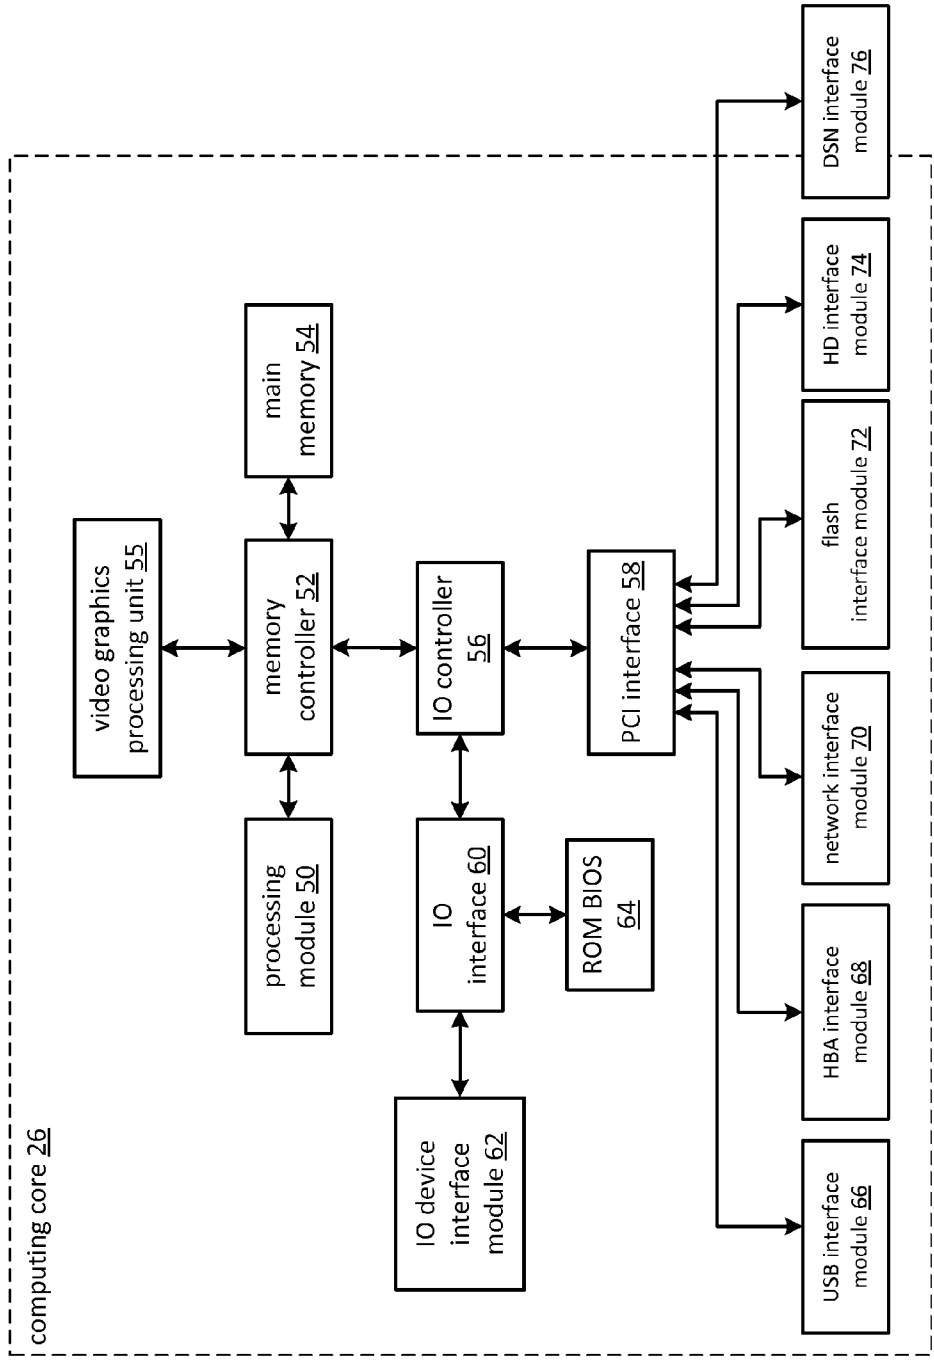 computing core 26
video graphics
processing unit 55
processing
module 50
memory
controller 52
main
memory 54
IO device
interface
module 62
IO
interface 60
IO controller
56
ROM BIOS
64
PCI interface 58
USB interface
module 66
HBA interface
module 68
network interface
module 70
flash
interface module 72
HD interface
module 74
DSN interface
module 76